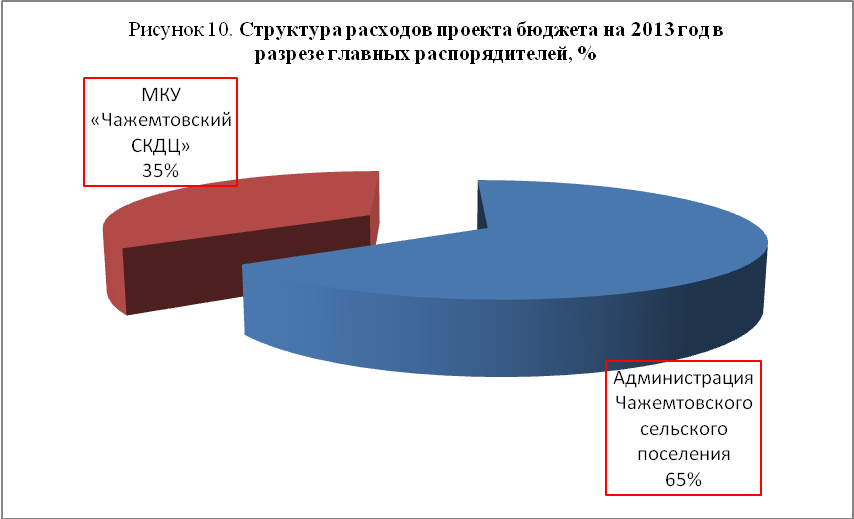 Рисунок 10. Структура расходов проекта бюджета на 2013 год в
разрезе главных распорядителей, %
МКУ
«Чажемтовский
СКДЦ»
35%
Администрация
Чажемтовского
сельского
поселения
65%